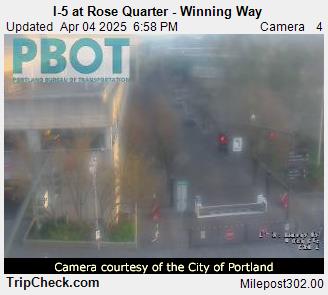 I-5 at Rose Quarter - Winning Way
Updated Apr 04 2025 6:58 PM Camera 4
PBOT
PORTLAND BUREAU OF TRANSPORTATION
Camera courtesy of the City of Portland
TripCheck.com Milepost302.00